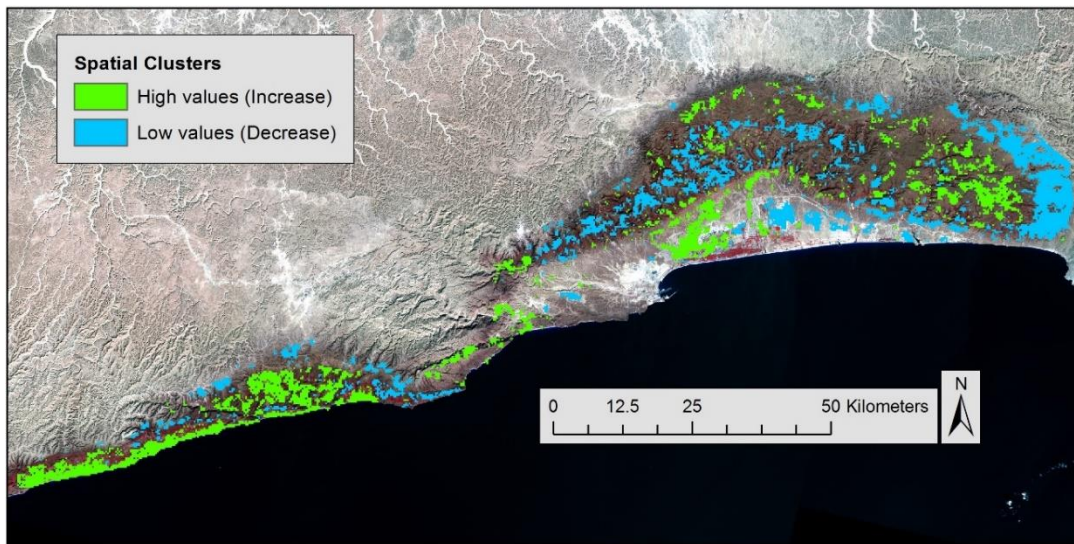 Spatial Clusters
High values (Increase)
Low values (Decrease)
0 12.5 25 50 Kilometers
N